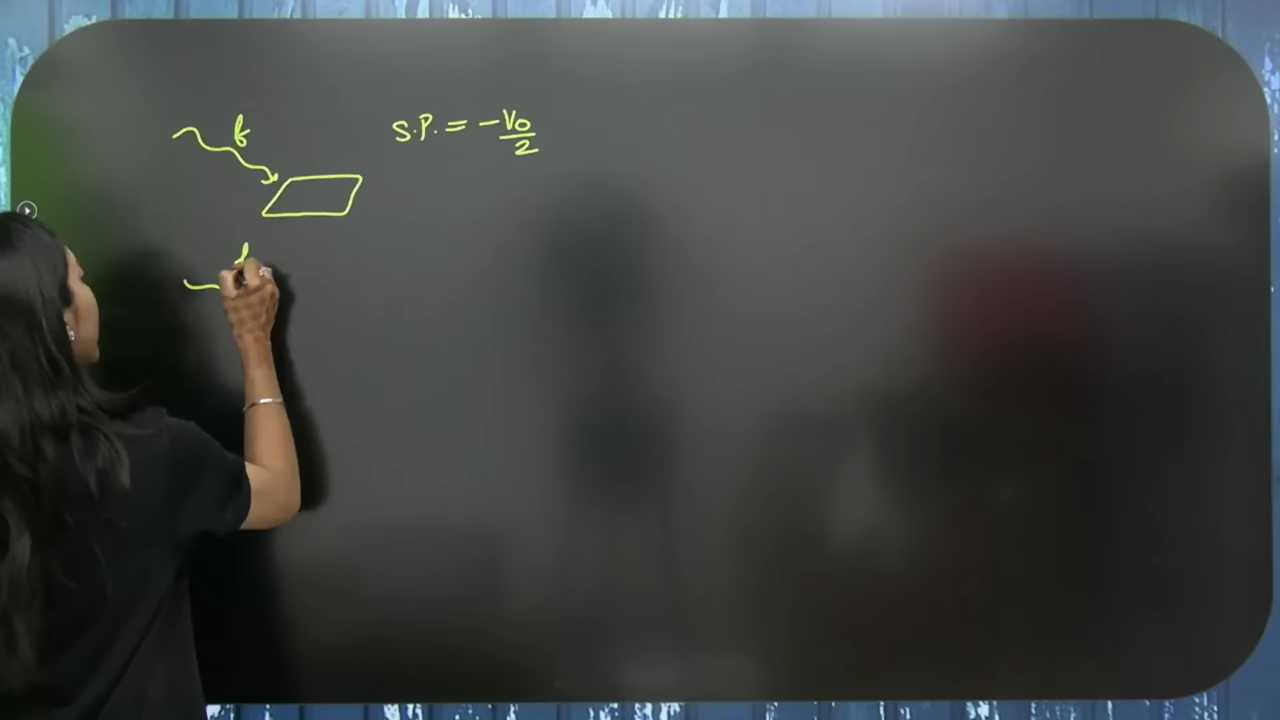 f
S.P. = -V₀/2